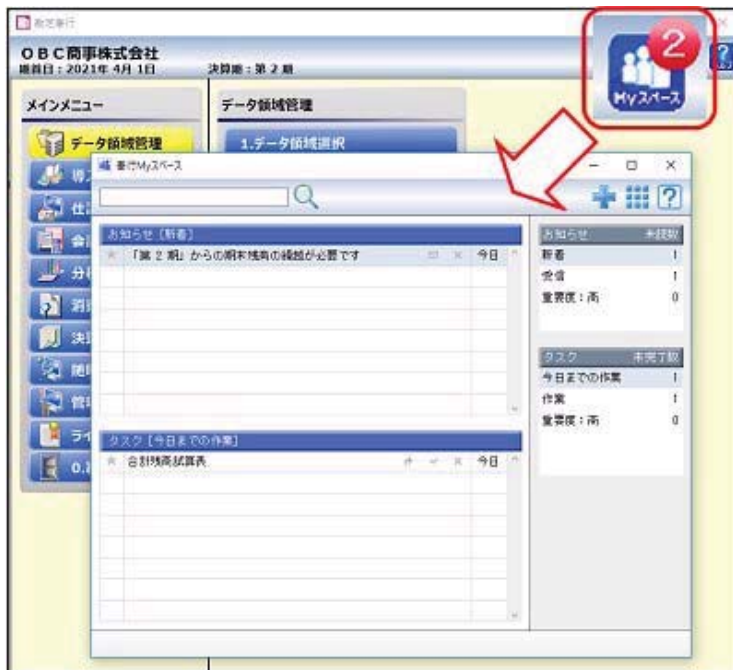 勘定奉行
OBC商事株式会社
期首日：2021年 4月 1日
決算期：第 2 期
2
Myスペース
メインメニュー
データ領域管理
データ領域管理
1.データ領域選択
奉行Myスペース
お知らせ [新着]
「第 2 期」からの期末残高の繰越が必要です
今日
お知らせ 未読数
新着 1
受信 1
重要度：高 0
タスク 未完了数
今日までの作業 1
作業 1
重要度：高 0
タスク [今日までの作業]
合計残高試算表
今日